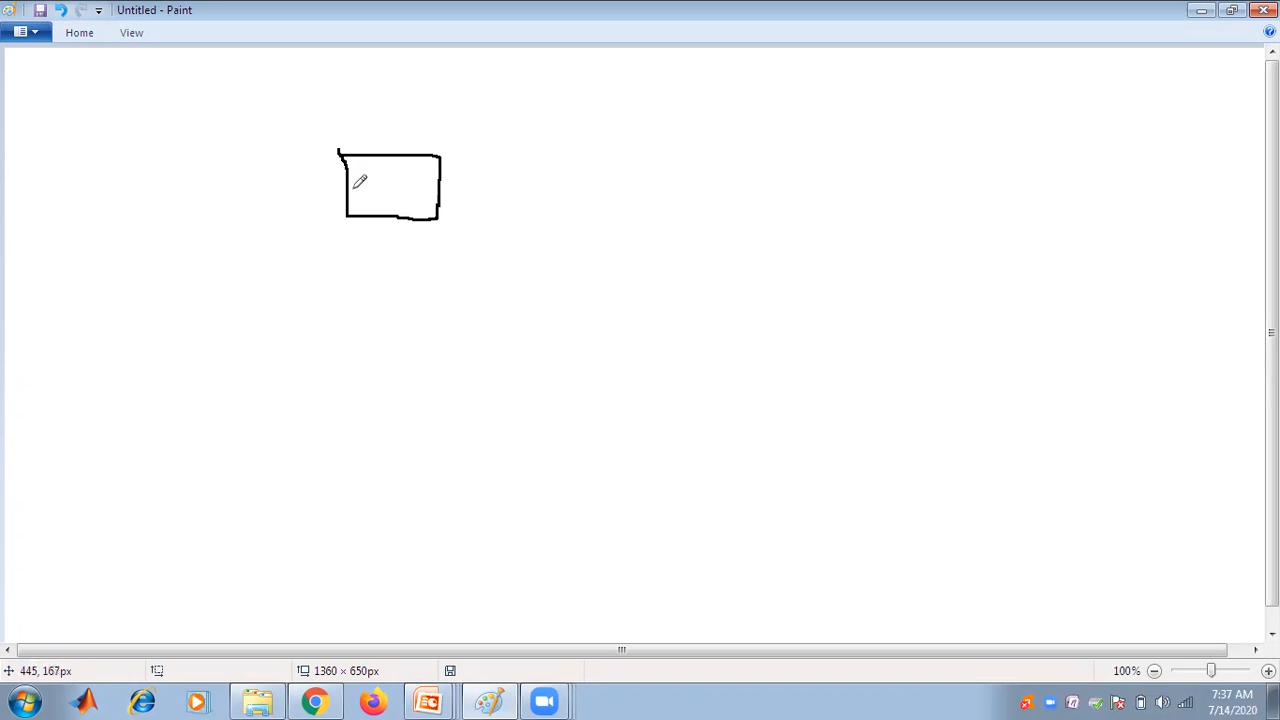 Untitled - Paint
Home View
445, 167px 1360 × 650px 100%
7:37 AM
7/14/2020